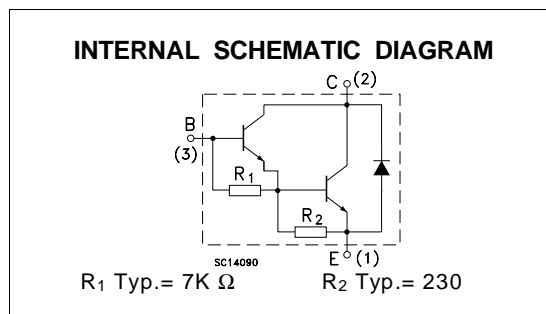 INTERNAL SCHEMATIC DIAGRAM
C (2)
B
(3)
R1
R2
SC14090
E (1)
R1 Typ.= 7K Ω R2 Typ.= 230